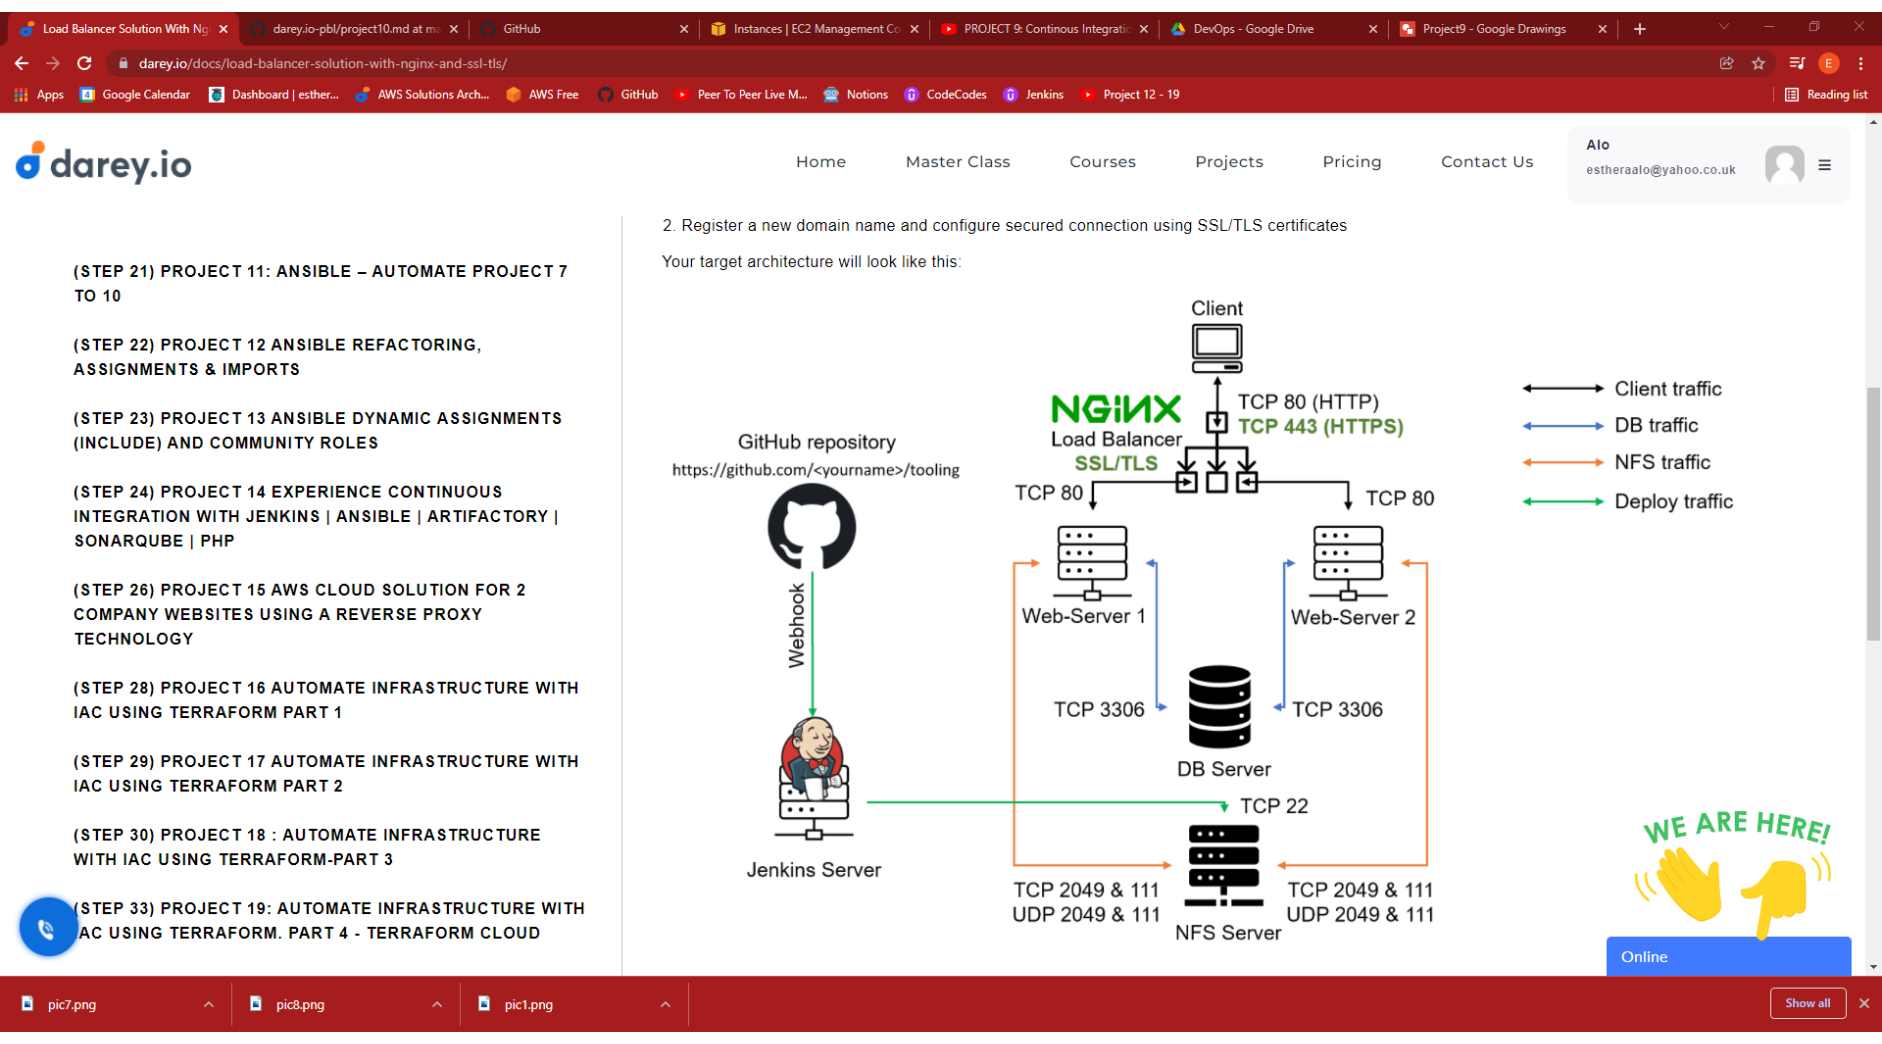 Load Balancer Solution With Ng
darey.io-pbl/project10.md at ma
GitHub
Instances | EC2 Management Co
PROJECT 9: Continous Integratio
DevOps - Google Drive
Project9 - Google Drawings
darey.io/docs/load-balancer-solution-with-nginx-and-ssl-tls/
E
Apps
Google Calendar
Dashboard | esther...
AWS Solutions Arch...
AWS Free
GitHub
Peer To Peer Live M...
Notions
CodeCodes
Jenkins
Project 12 - 19
Reading list
darey.io
Home
Master Class
Courses
Projects
Pricing
Contact Us
Alo
estheraalo@yahoo.co.uk
(STEP 21) PROJECT 11: ANSIBLE – AUTOMATE PROJECT 7
TO 10
(STEP 22) PROJECT 12 ANSIBLE REFACTORING,
ASSIGNMENTS & IMPORTS
(STEP 23) PROJECT 13 ANSIBLE DYNAMIC ASSIGNMENTS
(INCLUDE) AND COMMUNITY ROLES
(STEP 24) PROJECT 14 EXPERIENCE CONTINUOUS
INTEGRATION WITH JENKINS | ANSIBLE | ARTIFACTORY |
SONARQUBE | PHP
(STEP 26) PROJECT 15 AWS CLOUD SOLUTION FOR 2
COMPANY WEBSITES USING A REVERSE PROXY
TECHNOLOGY
(STEP 28) PROJECT 16 AUTOMATE INFRASTRUCTURE WITH
IAC USING TERRAFORM PART 1
(STEP 29) PROJECT 17 AUTOMATE INFRASTRUCTURE WITH
IAC USING TERRAFORM PART 2
(STEP 30) PROJECT 18 : AUTOMATE INFRASTRUCTURE
WITH IAC USING TERRAFORM-PART 3
(STEP 33) PROJECT 19: AUTOMATE INFRASTRUCTURE WITH
AC USING TERRAFORM. PART 4 - TERRAFORM CLOUD
2. Register a new domain name and configure secured connection using SSL/TLS certificates
Your target architecture will look like this:
Client
NGINX
Load Balancer
SSL/TLS
TCP 80 (HTTP)
TCP 443 (HTTPS)
Client traffic
DB traffic
NFS traffic
Deploy traffic
GitHub repository
https://github.com/<yourname>/tooling
TCP 80
TCP 80
Webhook
Web-Server 1
Web-Server 2
TCP 3306
TCP 3306
DB Server
TCP 22
Jenkins Server
TCP 2049 & 111
UDP 2049 & 111
TCP 2049 & 111
UDP 2049 & 111
NFS Server
WE ARE HERE!
Online
pic7.png
pic8.png
pic1.png
Show all